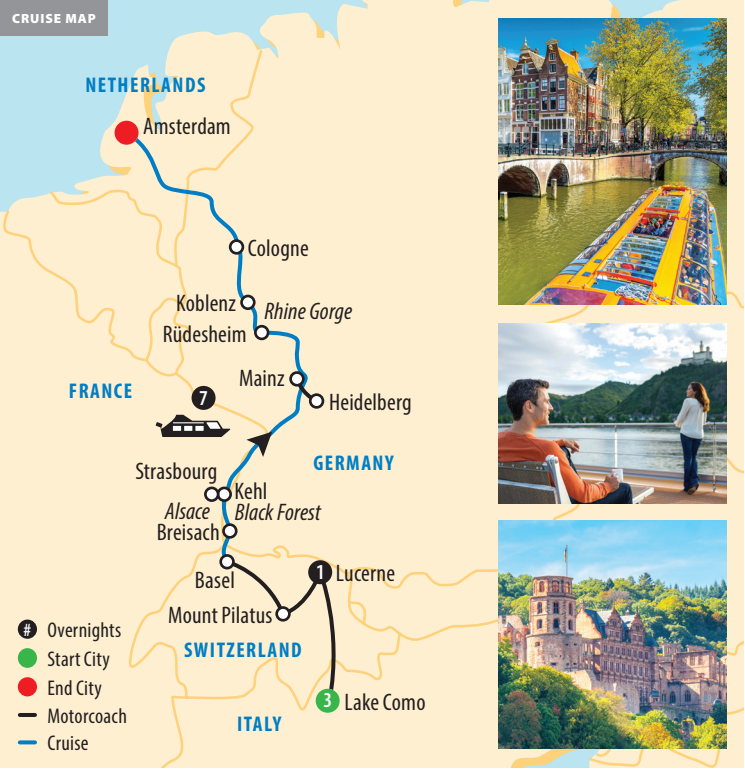 CRUISE MAP
NETHERLANDS
Amsterdam
Cologne
Koblenz
Rhine Gorge
Rüdesheim
Mainz
Heidelberg
FRANCE
7
GERMANY
Strasbourg
Kehl
Alsace
Black Forest
Breisach
Basel
1 Lucerne
Mount Pilatus
SWITZERLAND
3 Lake Como
ITALY
# Overnights
Start City
End City
Motorcoach
Cruise